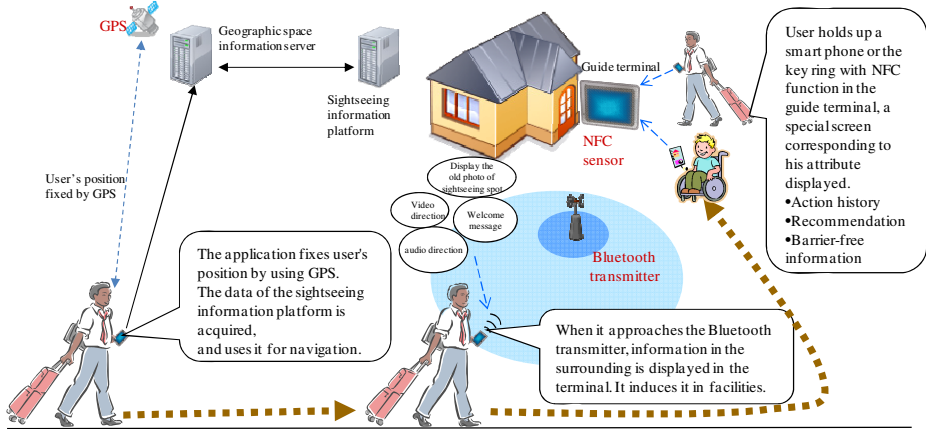 GPS
Geographic space
information server
Sightseeing
information
platform
Guide terminal
NFC
sensor
User holds up a
smart phone or the
key ring with NFC
function in the
guide terminal, a
special screen
corresponding to
his attribute
displayed.
•Action history
•Recommendation
•Barrier-free
information
User's position
fixed by GPS
Display the
old photo of
sightseeing spot
Video
direction
Welcome
message
audio direction
Bluetooth
transmitter
The application fixes user's
position by using GPS.
The data of the sightseeing
information platform is
acquired,
and uses it for navigation.
When it approaches the Bluetooth
transmitter, information in the
surrounding is displayed in the
terminal. It induces it in facilities.